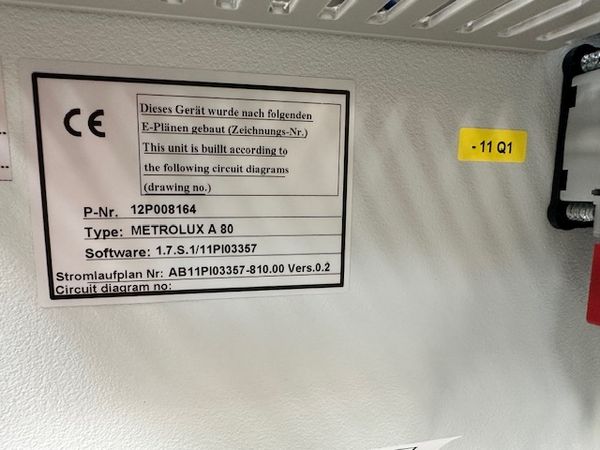 CE
Dieses Gerät wurde nach folgenden
E-Plänen gebaut (Zeichnungs-Nr.)
This unit is buillt according to
the following circuit diagrams
(drawing no.)
P-Nr. 12P008164
Type: METROLUX A 80
Software: 1.7.S.1/11PI03357
Stromlaufplan Nr: AB11PI03357-810.00 Vers.0.2
Circuit diagram no:
- 11 Q1